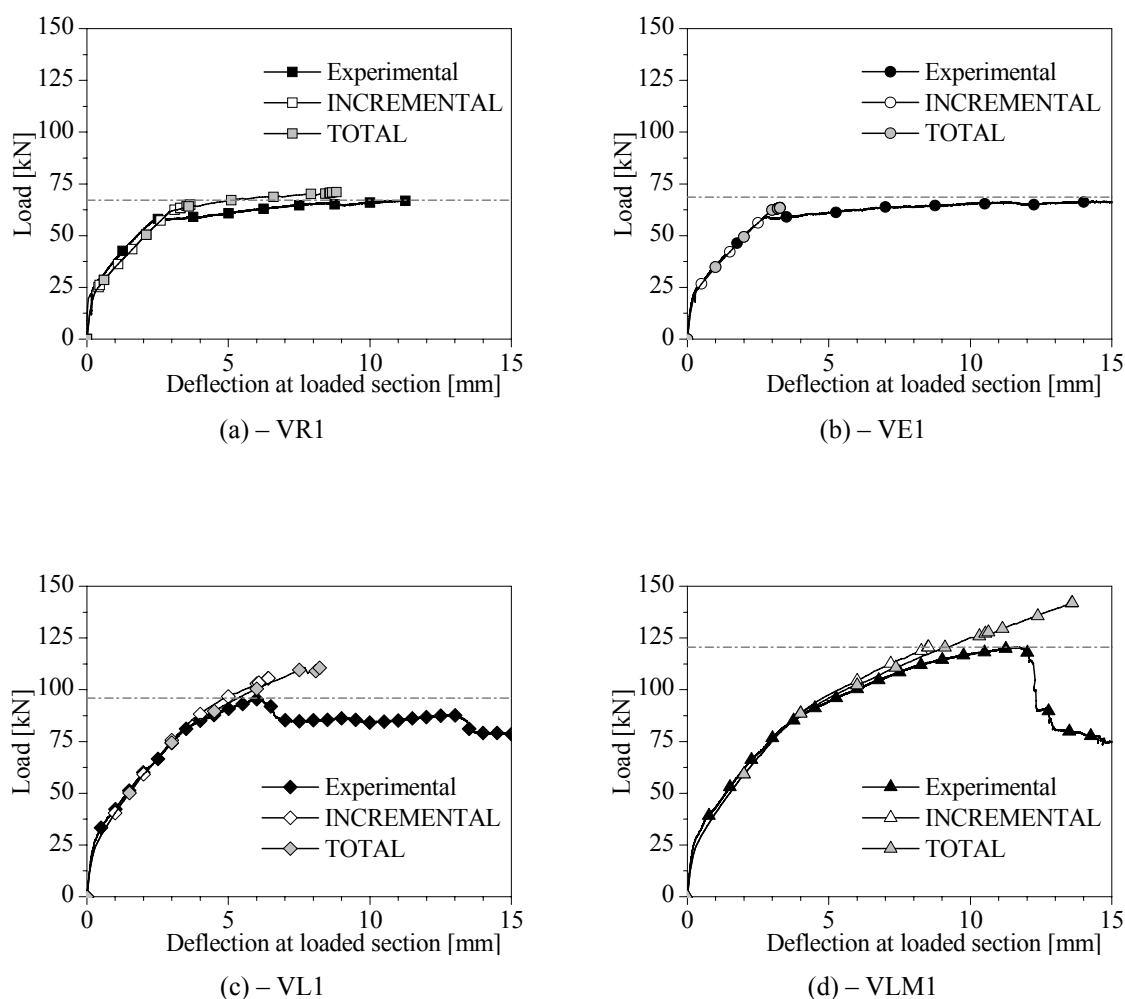 150
125
100
75
50
25
0
Load [kN]
Experimental
INCREMENTAL
TOTAL
0 5 10 15
Deflection at loaded section [mm]
(a) – VR1
150
125
100
75
50
25
0
Load [kN]
Experimental
INCREMENTAL
TOTAL
0 5 10 15
Deflection at loaded section [mm]
(b) – VE1
150
125
100
75
50
25
0
Load [kN]
Experimental
INCREMENTAL
TOTAL
0 5 10 15
Deflection at loaded section [mm]
(c) – VL1
150
125
100
75
50
25
0
Load [kN]
Experimental
INCREMENTAL
TOTAL
0 5 10 15
Deflection at loaded section [mm]
(d) – VLM1